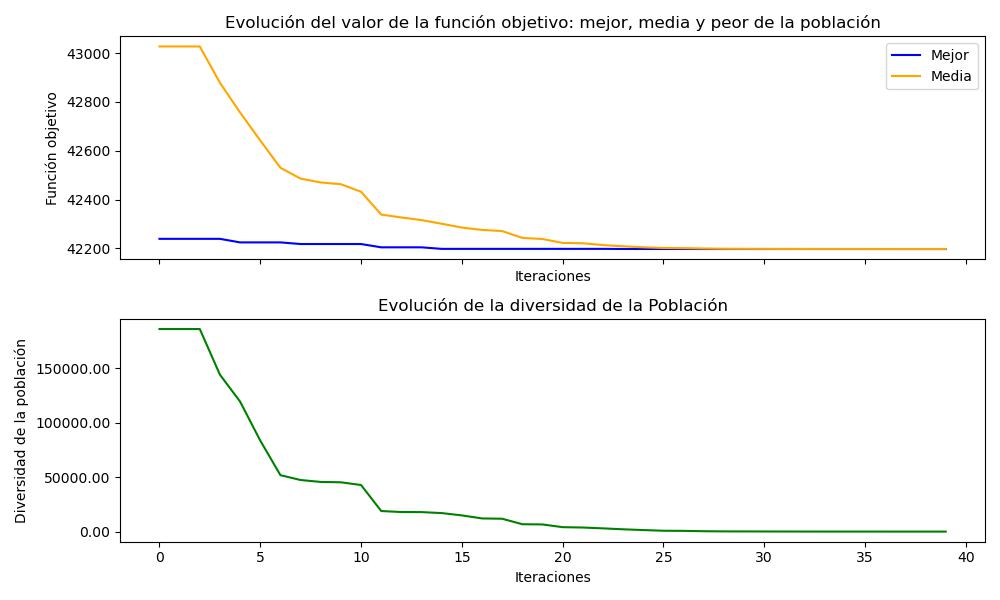 Evolución del valor de la función objetivo: mejor, media y peor de la población
43000
42800
42600
42400
42200
Función objetivo
Mejor
Media
Iteraciones
Evolución de la diversidad de la Población
150000.00
100000.00
50000.00
0.00
Diversidad de la población
0 5 10 15 20 25 30 35 40
Iteraciones